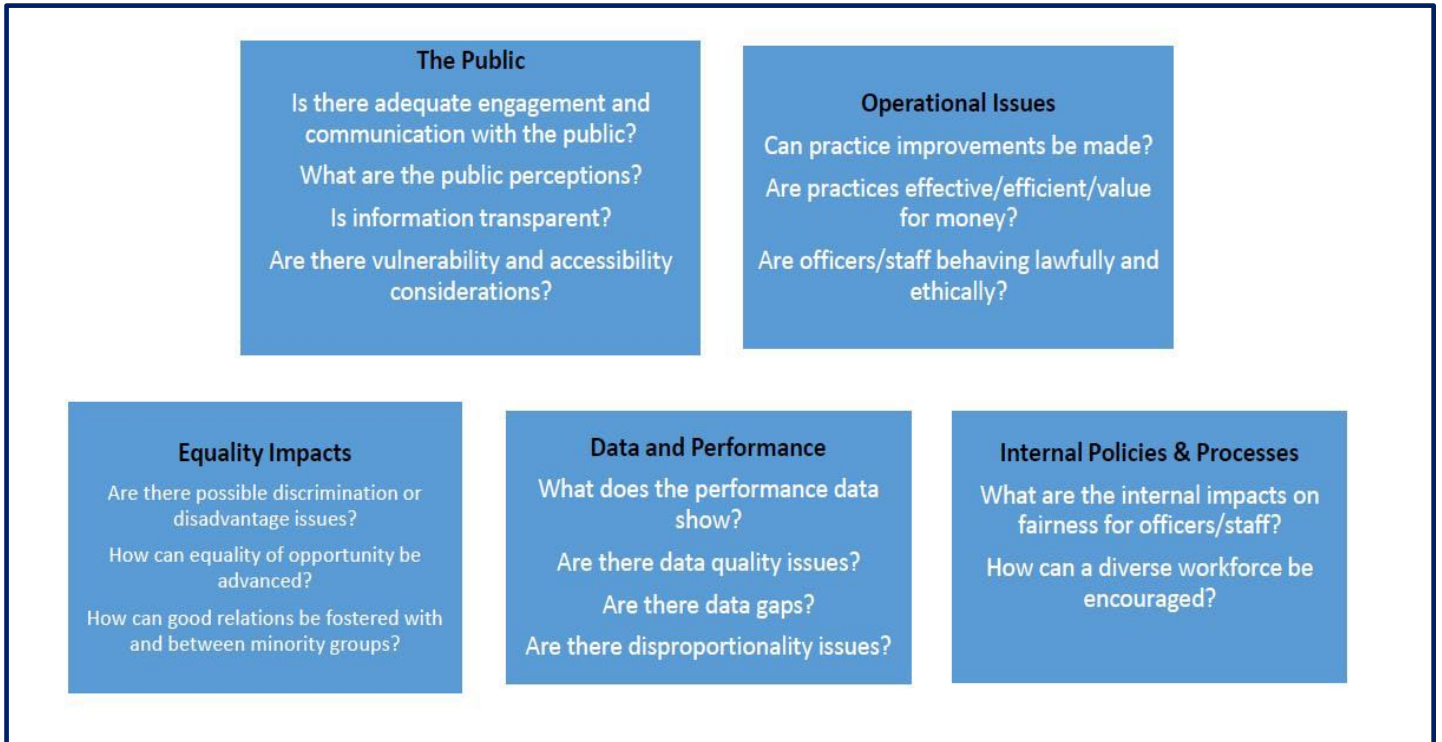 The Public
Is there adequate engagement and
communication with the public?
What are the public perceptions?
Is information transparent?
Are there vulnerability and accessibility
considerations?
Operational Issues
Can practice improvements be made?
Are practices effective/efficient/value
for money?
Are officers/staff behaving lawfully and
ethically?
Equality Impacts
Are there possible discrimination or
disadvantage issues?
How can equality of opportunity be
advanced?
How can good relations be fostered with
and between minority groups?
Data and Performance
What does the performance data
show?
Are there data quality issues?
Are there data gaps?
Are there disproportionality issues?
Internal Policies & Processes
What are the internal impacts on
fairness for officers/staff?
How can a diverse workforce be
encouraged?